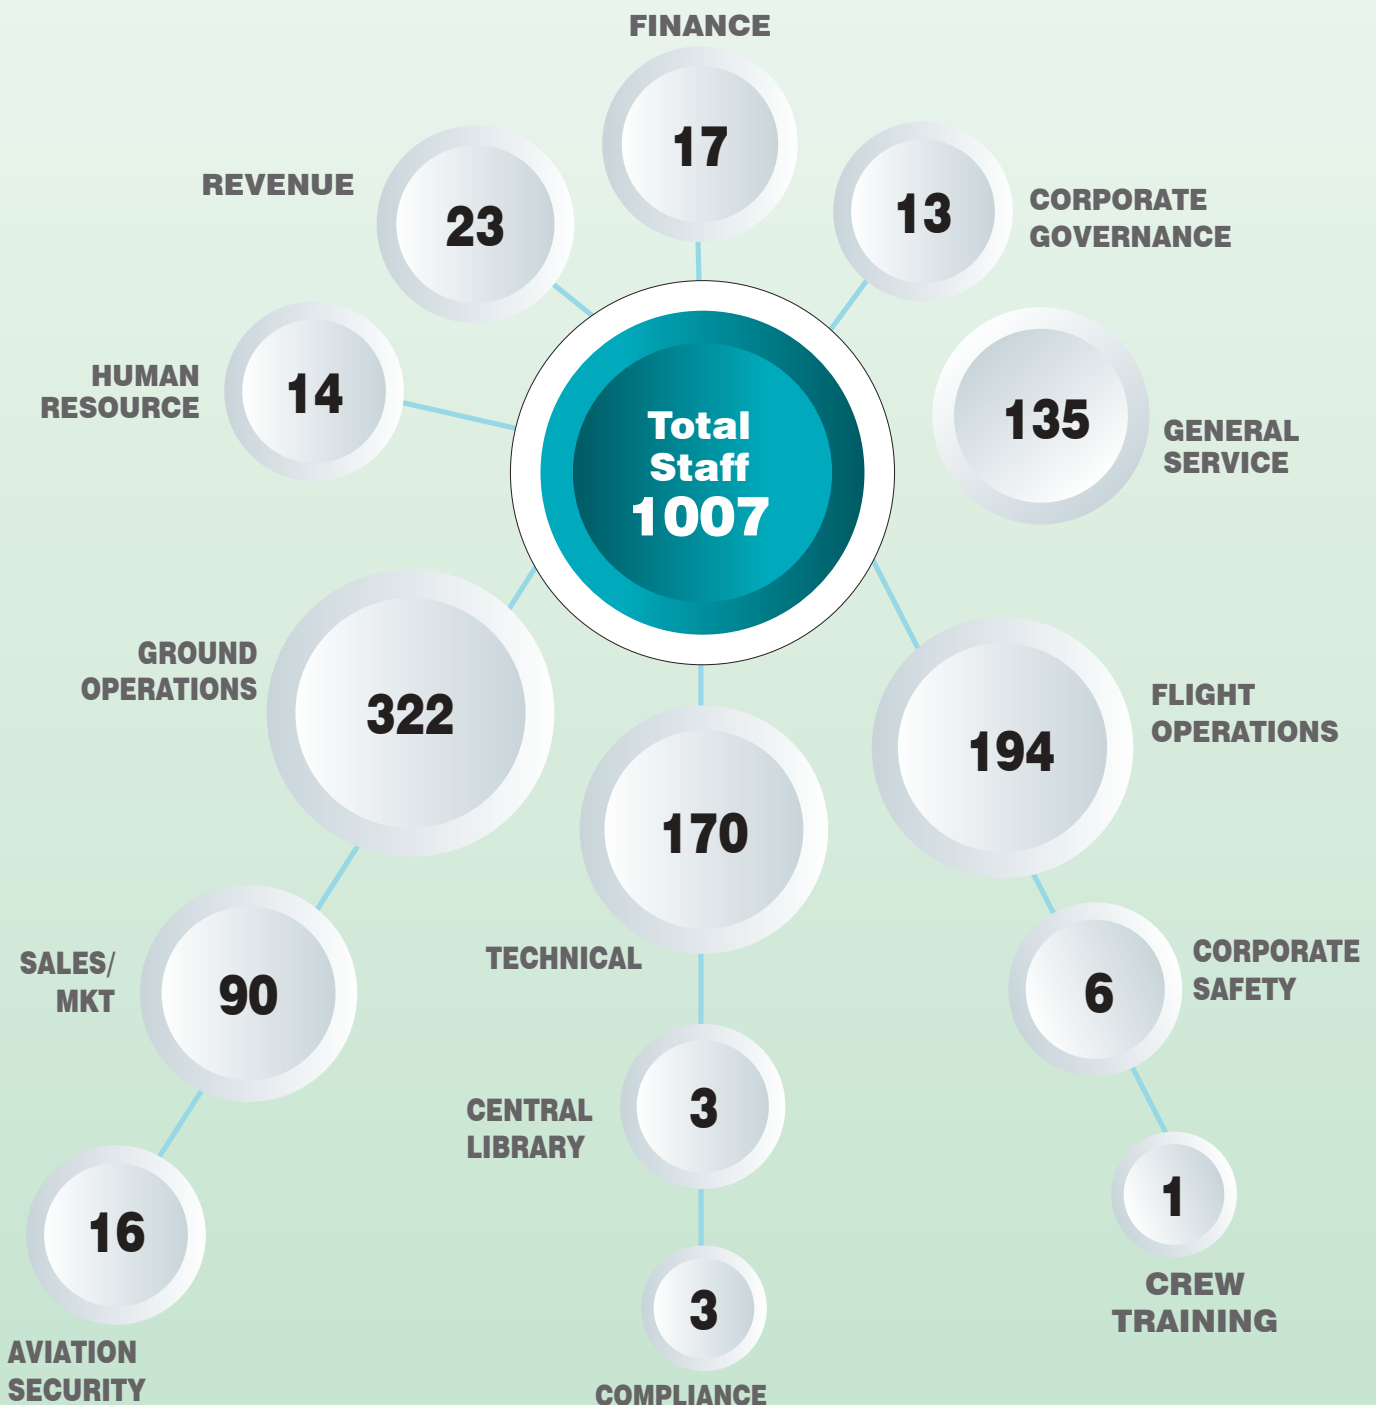 FINANCE
17
REVENUE
23
13
CORPORATE
GOVERNANCE
HUMAN
RESOURCE
14
135
GENERAL
SERVICE
Total
Staff
1007
GROUND
OPERATIONS
322
FLIGHT
OPERATIONS
194
170
TECHNICAL
SALES/
MKT
90
CORPORATE
SAFETY
6
CENTRAL
LIBRARY
3
1
CREW
TRAINING
16
AVIATION
SECURITY
3
COMPLIANCE